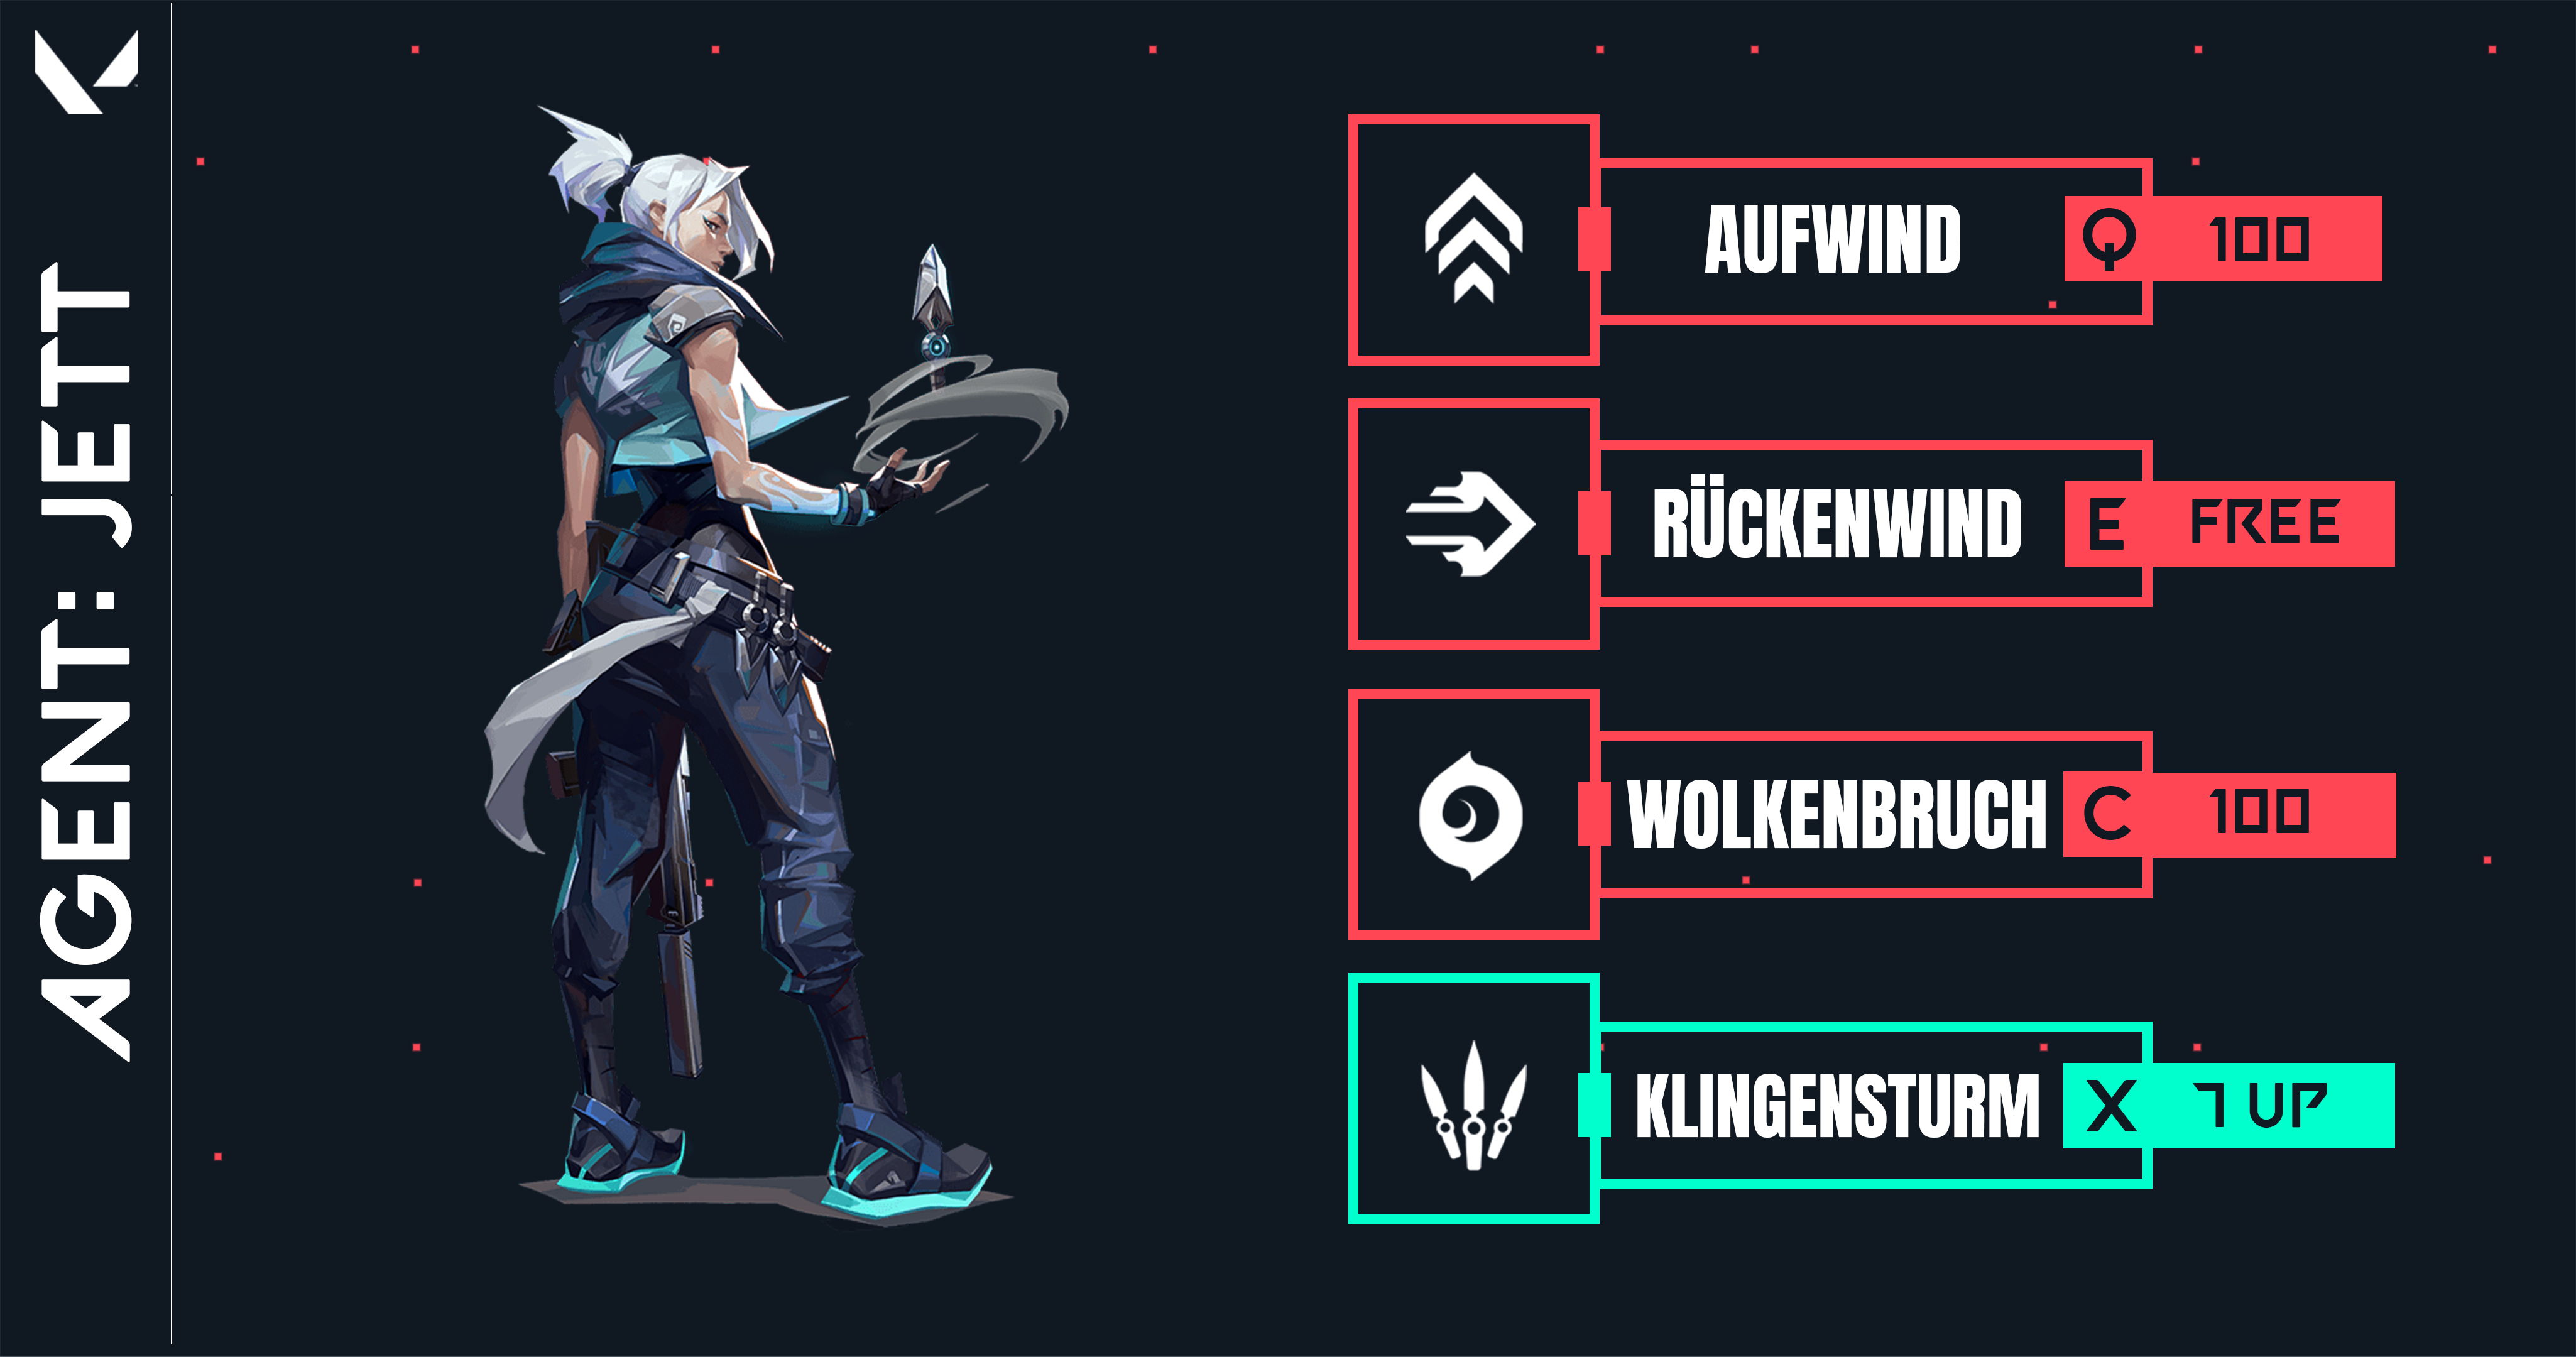 AGENT: JETT
AUFWIND
Q 100
RÜCKENWIND
E FREE
WOLKENBRUCH
C 100
KLINGENSTURM
X 7 UP